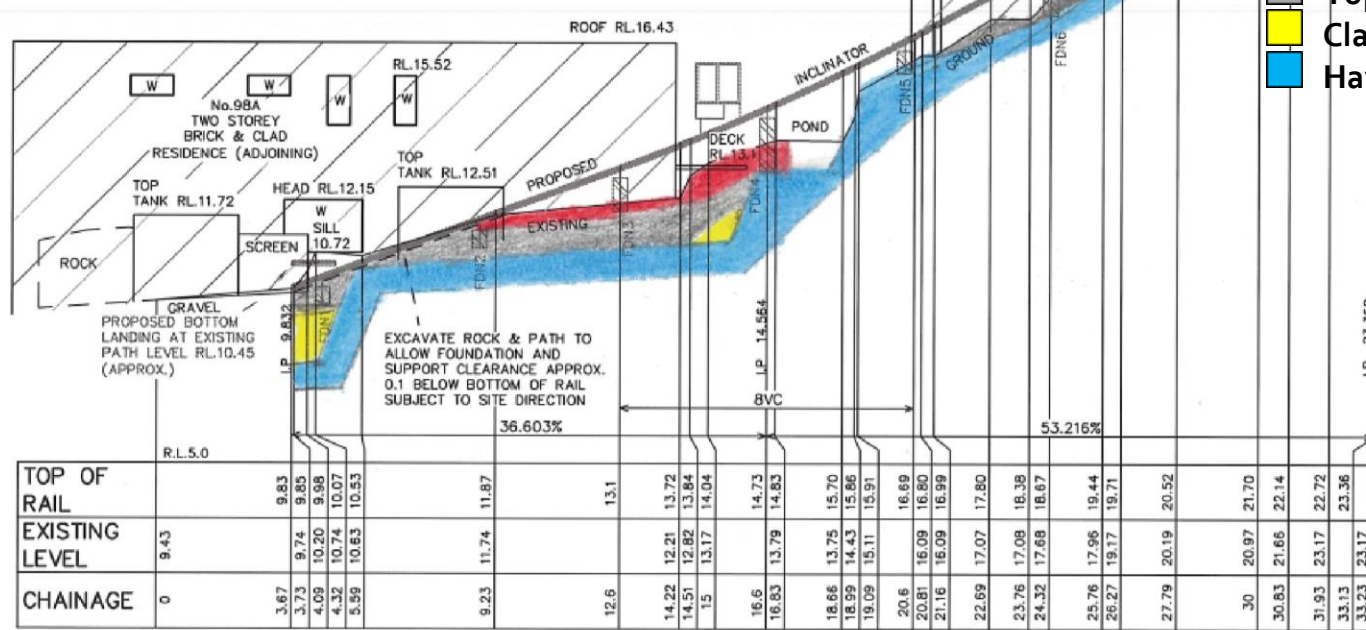 ROOF RL.16.43
Cla
Ha
INCLINATOR
GROUND
FDN6
FDN5
RL.15.52
W
W
W
W
No.98A
TWO STOREY
BRICK & CLAD
RESIDENCE (ADJOINING)
POND
DECK
RL.13.1
TOP
TANK RL.12.51
PROPOSED
TOP
TANK RL.11.72
HEAD RL.12.15
W
SILL
10.72
SCREEN
EXISTING
FDN4
FDN3
FDN2
FDN1
ROCK
GRAVEL
PROPOSED BOTTOM
LANDING AT EXISTING
PATH LEVEL RL.10.45
(APPROX.)
I.P 9.832
I.P 14.564
EXCAVATE ROCK & PATH TO
ALLOW FOUNDATION AND
SUPPORT CLEARANCE APPROX.
0.1 BELOW BOTTOM OF RAIL
SUBJECT TO SITE DIRECTION
8VC
36.603%
53.216%
R.L.5.0
TOP OF RAIL 9.83 9.85 9.98 10.07 10.53 11.87 13.1 13.72 13.84 14.04 14.73 14.83 15.70 15.86 15.91 16.69 16.80 16.99 17.80 18.38 18.67 19.44 19.71 20.52 21.70 22.14 22.72 23.36
EXISTING LEVEL 9.43 9.74 10.20 10.74 10.63 11.74 12.21 12.82 13.17 13.79 13.75 14.43 15.11 16.09 16.09 17.07 17.08 17.68 17.96 19.17 20.19 20.97 21.66 23.17 23.17
CHAINAGE 0 3.67 3.73 4.09 4.32 5.59 9.23 12.6 14.22 14.51 15 16.6 16.83 18.66 18.99 19.09 20.6 20.81 21.16 22.69 23.76 24.32 25.76 26.27 27.79 30 30.83 31.93 33.13 33.23